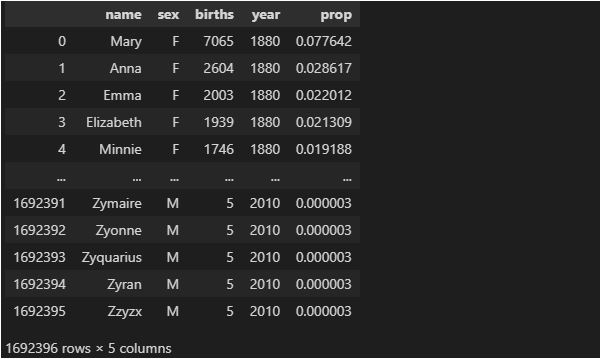 name sex births year prop
0 Mary F 7065 1880 0.077642
1 Anna F 2604 1880 0.028617
2 Emma F 2003 1880 0.022012
3 Elizabeth F 1939 1880 0.021309
4 Minnie F 1746 1880 0.019188
... ... ... ... ... ...
1692391 Zymaire M 5 2010 0.000003
1692392 Zyonne M 5 2010 0.000003
1692393 Zyquarius M 5 2010 0.000003
1692394 Zyran M 5 2010 0.000003
1692395 Zzyzx M 5 2010 0.000003
1692396 rows × 5 columns